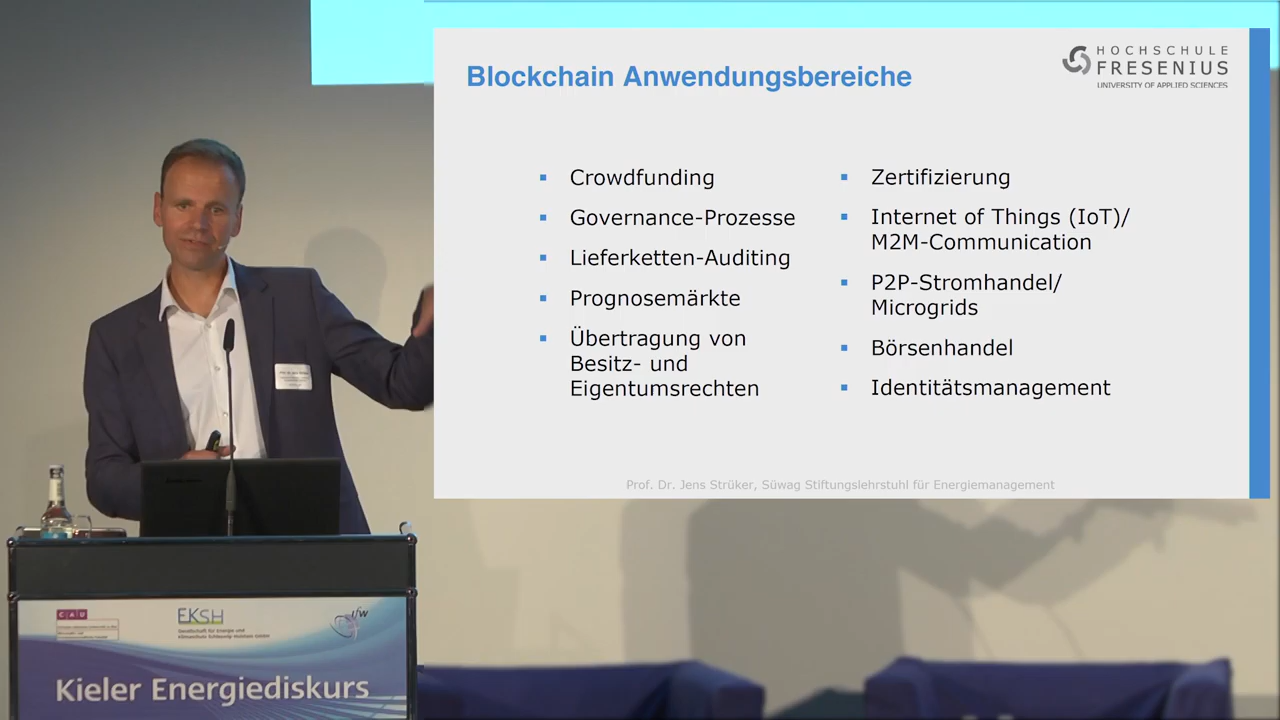 Blockchain Anwendungsbereiche
HOCHSCHULE
FRESENIUS
UNIVERSITY OF APPLIED SCIENCES
Crowdfunding
Governance-Prozesse
Lieferketten-Auditing
Prognosemärkte
Übertragung von
Besitz- und
Eigentumsrechten
Zertifizierung
Internet of Things (IoT)/
M2M-Communication
P2P-Stromhandel/
Microgrids
Börsenhandel
Identitätsmanagement
Prof. Dr. Jens Strüker, Süwag Stiftungslehrstuhl für Energiemanagement
CAU
EKSH
Gesellschaft für Energie und
Klimaschutz Schleswig-Holstein GmbH
ifw
Kieler Energiediskurs